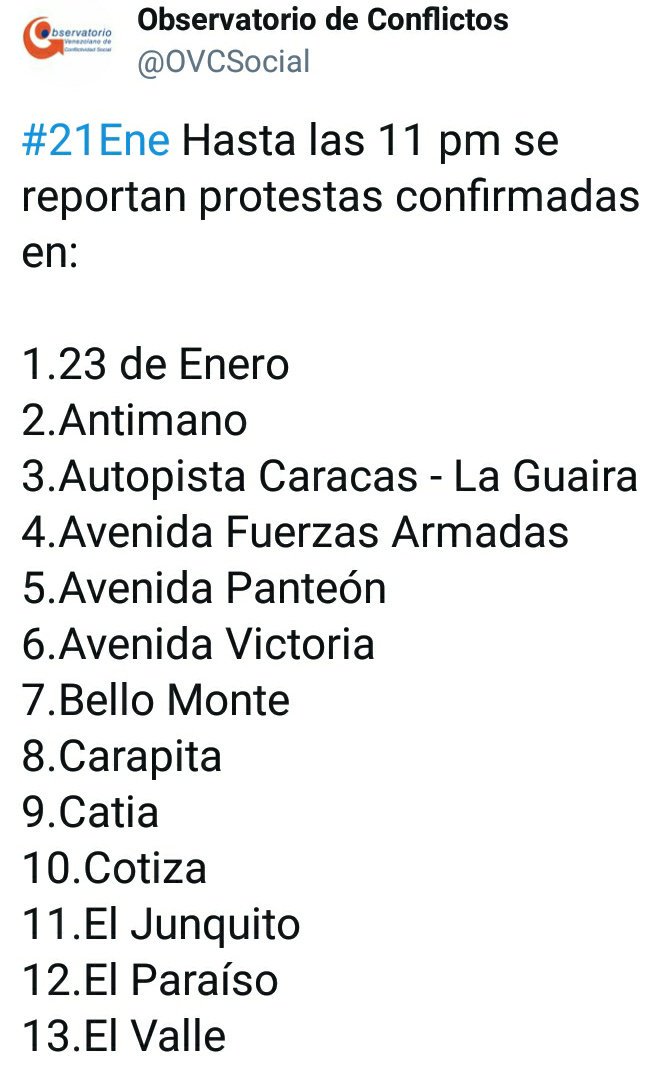 Observatorio
Venezolano de
Conflictividad Social
Observatorio de Conflictos
@OVCSocial
#21Ene Hasta las 11 pm se
reportan protestas confirmadas
en:
1.23 de Enero
2.Antimano
3.Autopista Caracas - La Guaira
4.Avenida Fuerzas Armadas
5.Avenida Panteón
6.Avenida Victoria
7.Bello Monte
8.Carapita
9.Catia
10.Cotiza
11.El Junquito
12.El Paraíso
13.El Valle